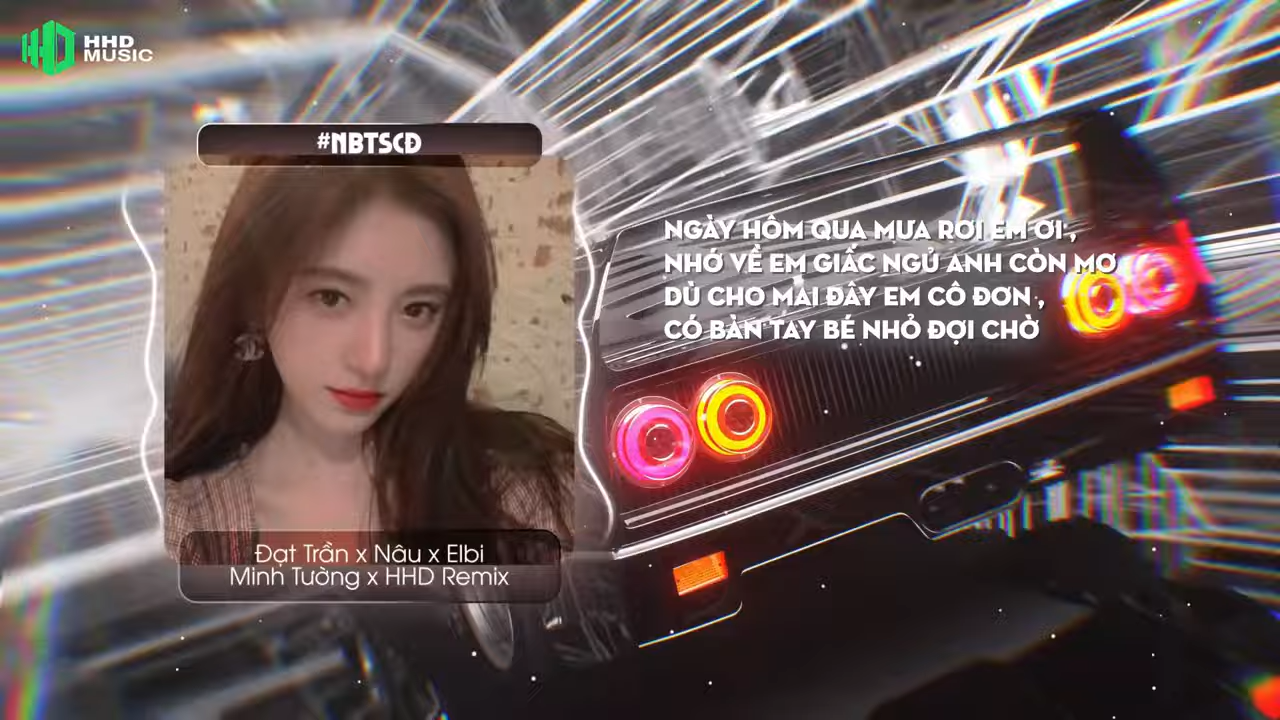 HHD
MUSIC
#NBTSCĐ
NGÀY HÔM QUA MƯA RƠI EM ƠI ,
NHỚ VỀ EM GIẤC NGỦ ANH CÒN MƠ
DÙ CHO MAI ĐÂY EM CÔ ĐƠN ,
CÓ BÀN TAY BÉ NHỎ ĐỢI CHỜ
Đạt Trần x Nâu x Elbi
Minh Tường x HHD Remix